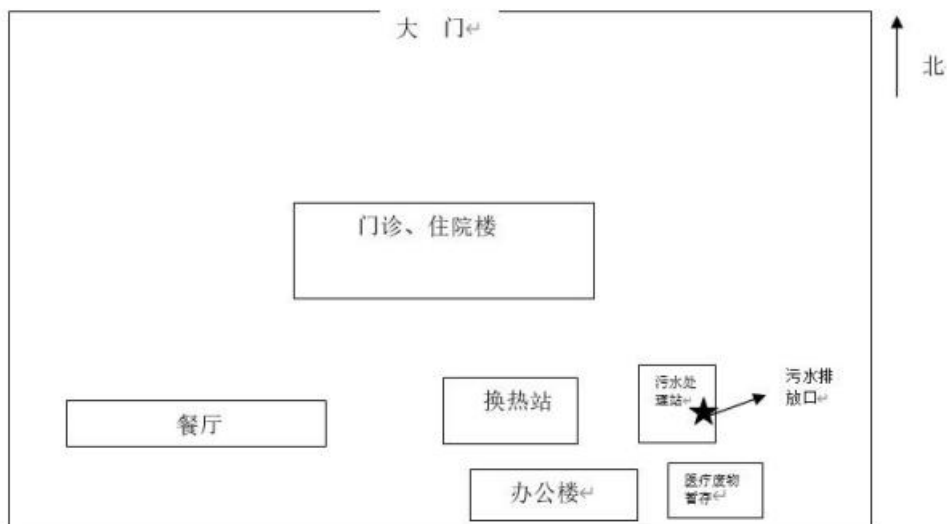 大 门
北
门诊、住院楼
污水处
理站
污水排
放口
换热站
餐厅
办公楼
医疗废物
暂存